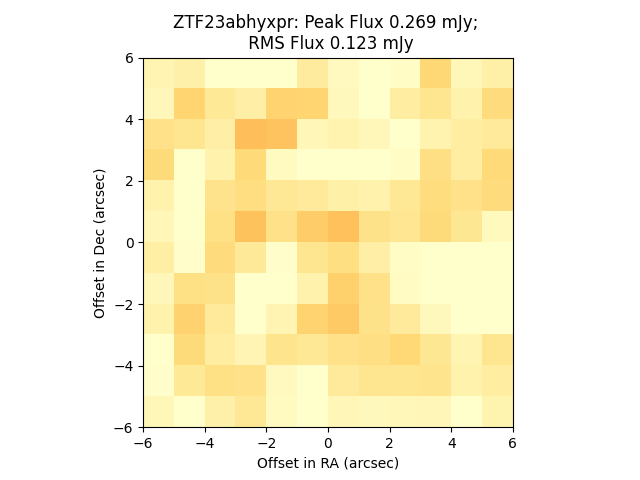 ZTF23abhyxpr: Peak Flux 0.269 mJy;
RMS Flux 0.123 mJy
6
4
2
0
−2
−4
−6
Offset in Dec (arcsec)
−6 −4 −2 0 2 4 6
Offset in RA (arcsec)